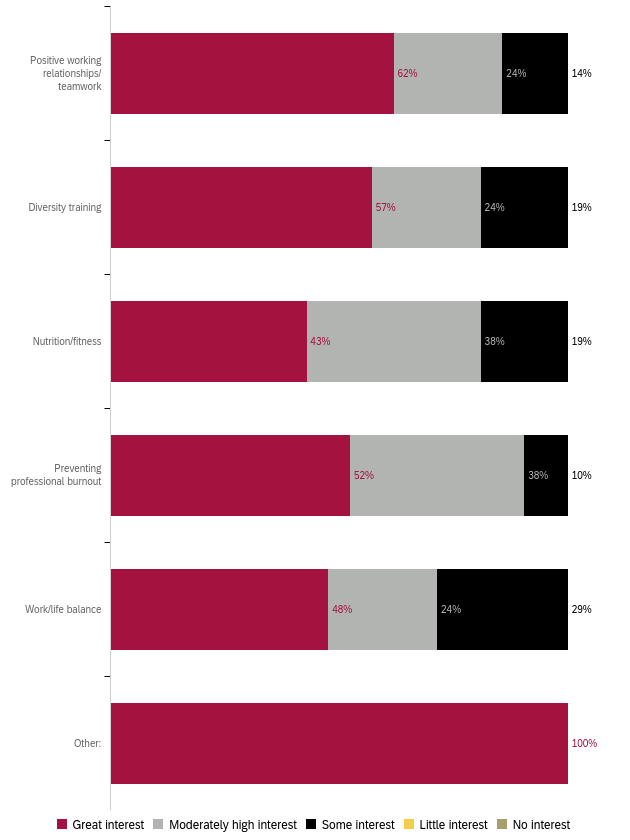 Positive working
relationships/
teamwork
62%
24%
14%
Diversity training
57%
24%
19%
Nutrition/fitness
43%
38%
19%
Preventing
professional burnout
52%
38%
10%
Work/life balance
48%
24%
29%
Other:
100%
Great interest
Moderately high interest
Some interest
Little interest
No interest